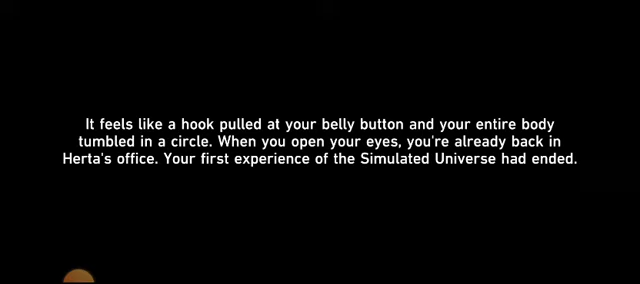 It feels like a hook pulled at your belly button and your entire body
tumbled in a circle. When you open your eyes, you're already back in
Herta's office. Your first experience of the Simulated Universe had ended.